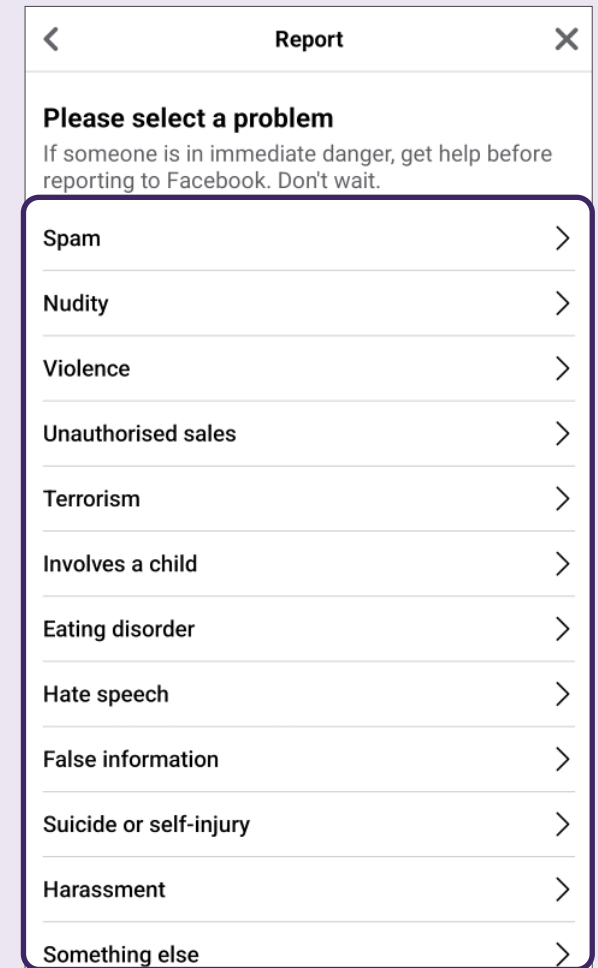 Report
Please select a problem
If someone is in immediate danger, get help before
reporting to Facebook. Don't wait.
Spam
Nudity
Violence
Unauthorised sales
Terrorism
Involves a child
Eating disorder
Hate speech
False information
Suicide or self-injury
Harassment
Something else